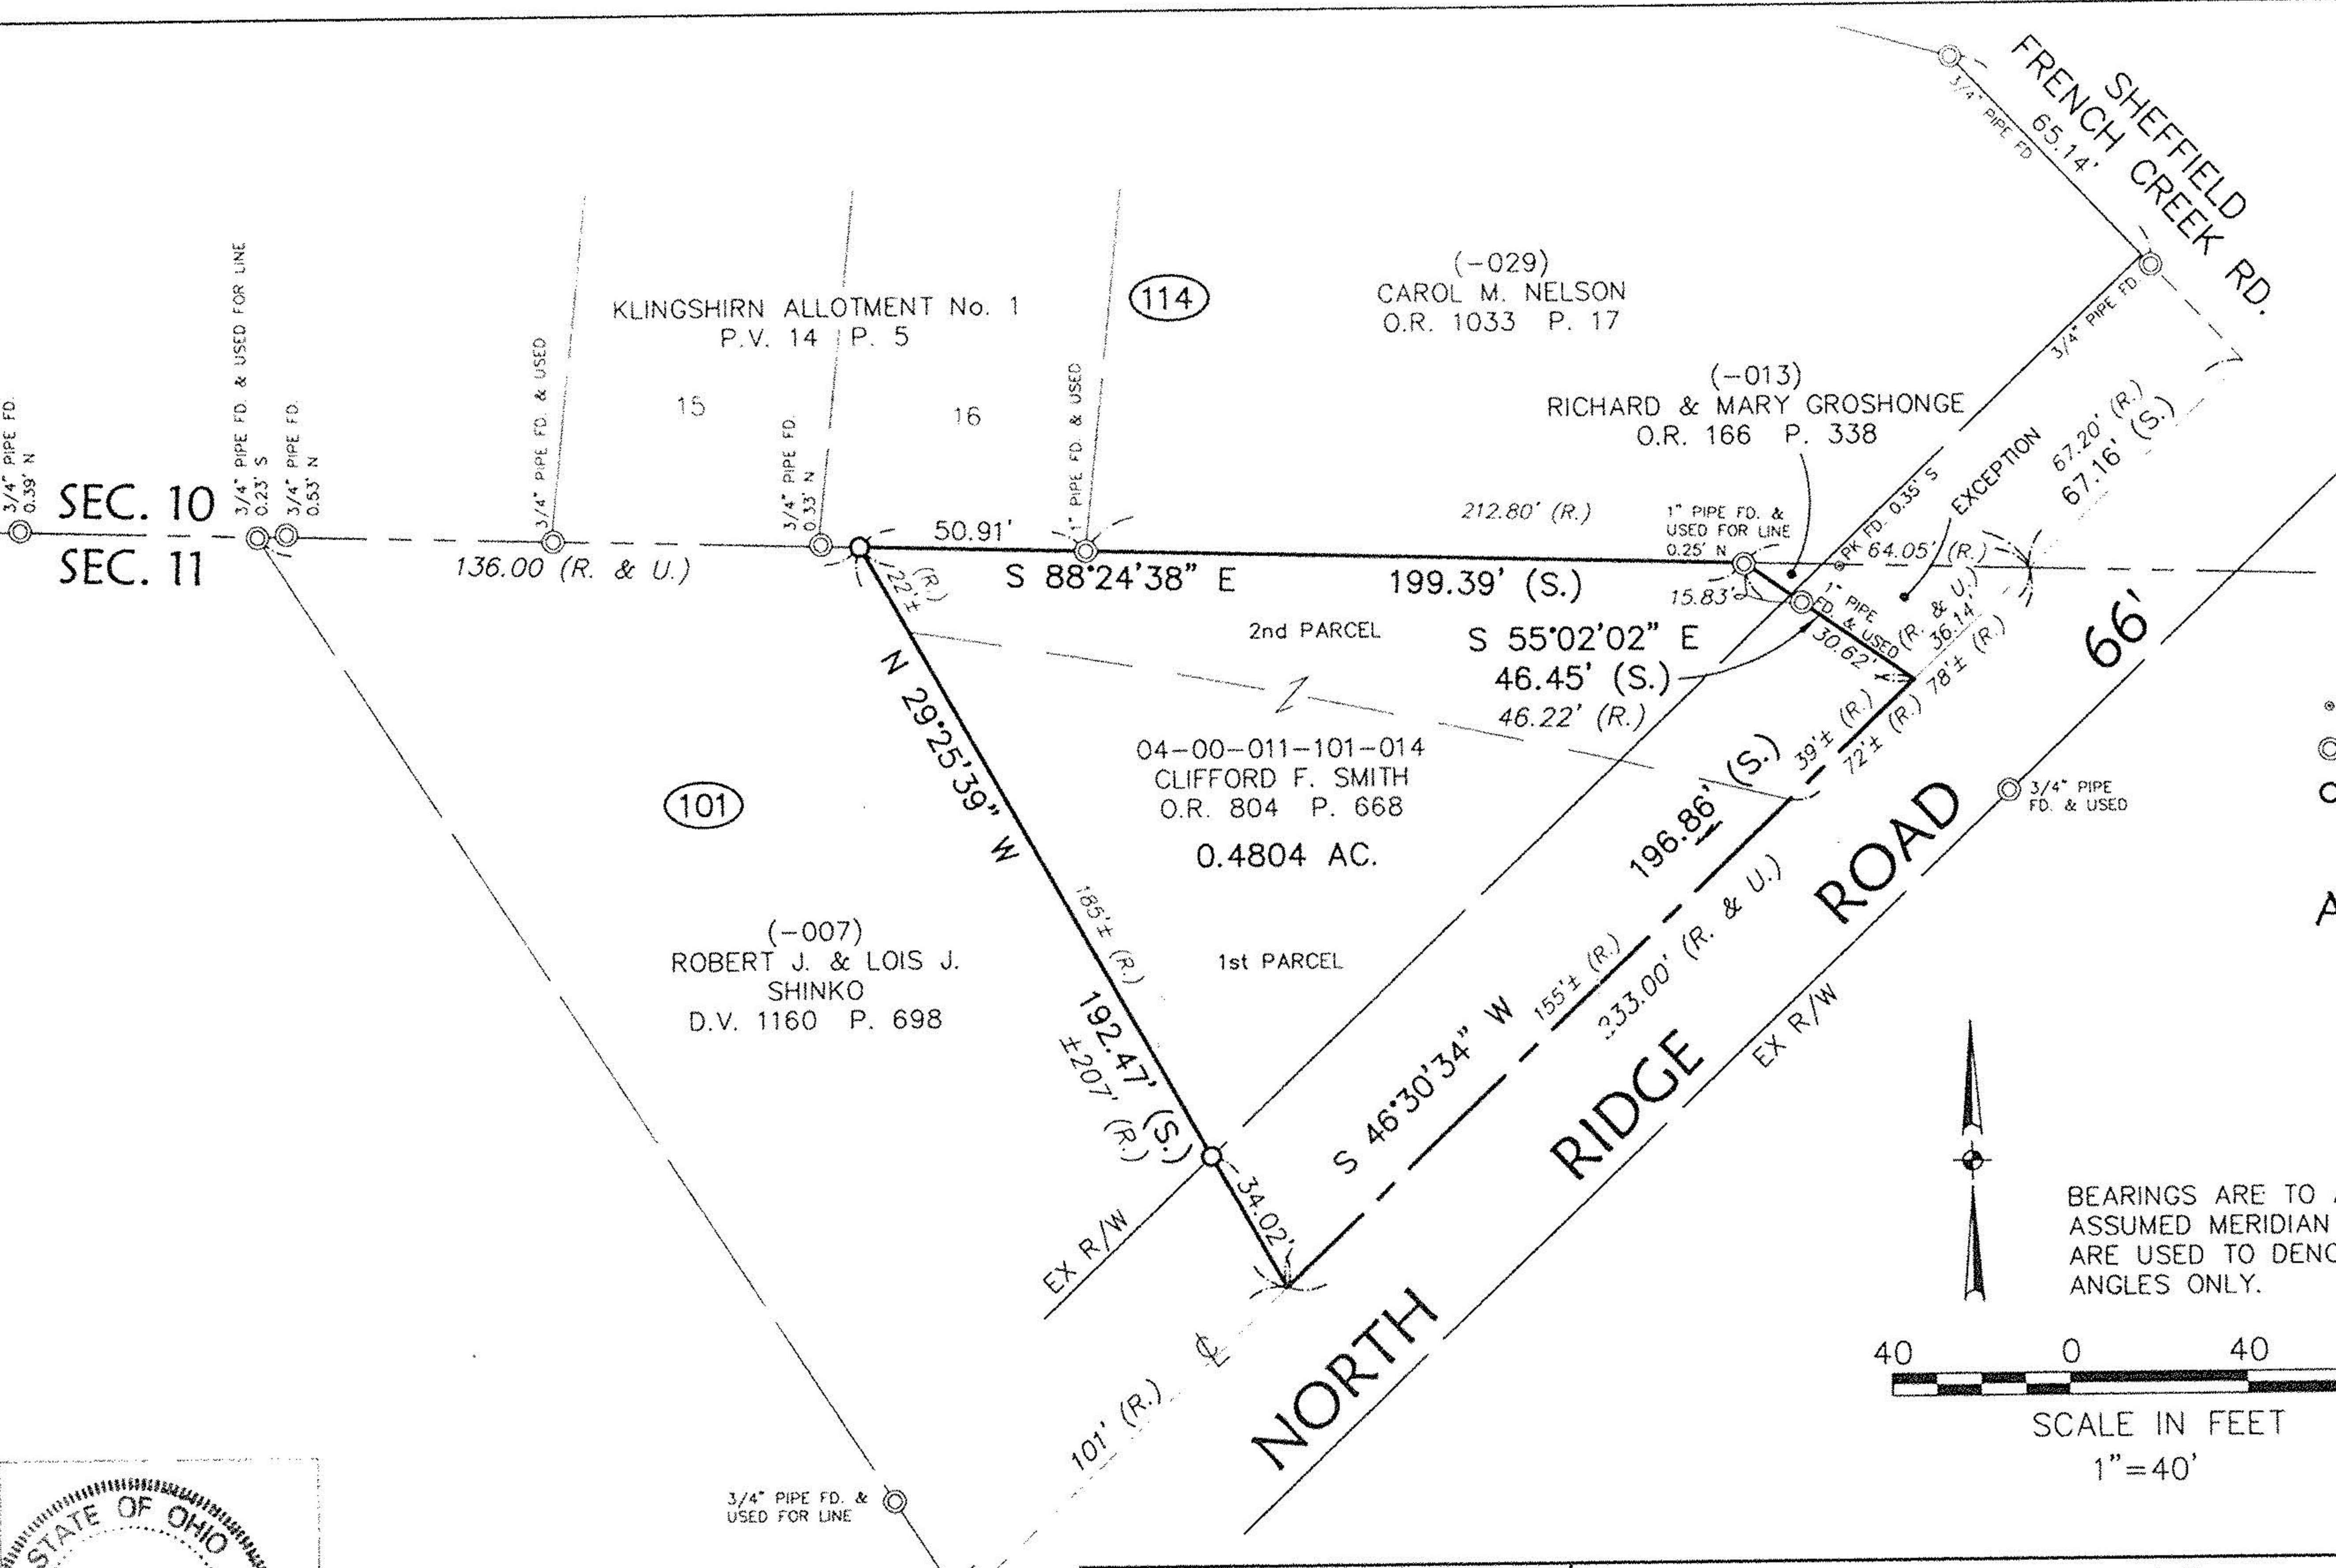 SHEFFIELD
FRENCH CREEK RD.
65.14'
3/4" PIPE FD
3/4" PIPE FD.
(-029)
CAROL M. NELSON
O.R. 1033 P. 17
114
KLINGSHIRN ALLOTMENT No. 1
P.V. 14 P. 5
15
16
(-013)
RICHARD & MARY GROSHONGE
O.R. 166 P. 338
EXCEPTION
67.20' (R.)
67.16' (S.)
3/4" PIPE FD.
0.39' N
SEC. 10
SEC. 11
3/4" PIPE FD. & USED FOR LINE
0.23' S
3/4" PIPE FD.
0.53' N
3/4" PIPE FD. & USED
3/4" PIPE FD.
0.33' N
1" PIPE FD. & USED
136.00 (R. & U.)
50.91'
212.80' (R.)
1" PIPE FD. &
USED FOR LINE
0.25' N
PK FD. 0.35' S
64.05' (R.)
S 88°24'38" E
199.39' (S.)
15.83'
1" PIPE
FD. & USED
30.62'
(R. & U.)
36.14'
78'± (R.)
22'±
(R.)
2nd PARCEL
S 55°02'02" E
46.45' (S.)
46.22' (R.)
66'
N 29°25'39" W
04-00-011-101-014
CLIFFORD F. SMITH
O.R. 804 P. 668
0.4804 AC.
39'± (R.)
72'± (R.)
196.86' (S.)
3/4" PIPE
FD. & USED
101
185'± (R.)
(-007)
ROBERT J. & LOIS J.
SHINKO
D.V. 1160 P. 698
1st PARCEL
192.47' (S.)
±207' (R.)
155'± (R.)
233.00' (R. & U.)
S 46°30'34" W
EX R/W
34.02'
EX R/W
NORTH RIDGE ROAD
101' (R.)
BEARINGS ARE TO
ASSUMED MERIDIAN
ARE USED TO
ANGLES ONLY.
40 0 40
SCALE IN FEET
1"=40'
3/4" PIPE FD. &
USED FOR LINE
STATE OF OHIO